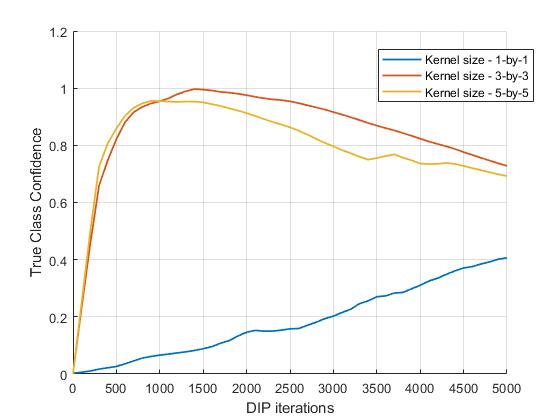 1.2
1
0.8
0.6
0.4
0.2
0
True Class Confidence
Kernel size - 1-by-1
Kernel size - 3-by-3
Kernel size - 5-by-5
0 500 1000 1500 2000 2500 3000 3500 4000 4500 5000
DIP iterations